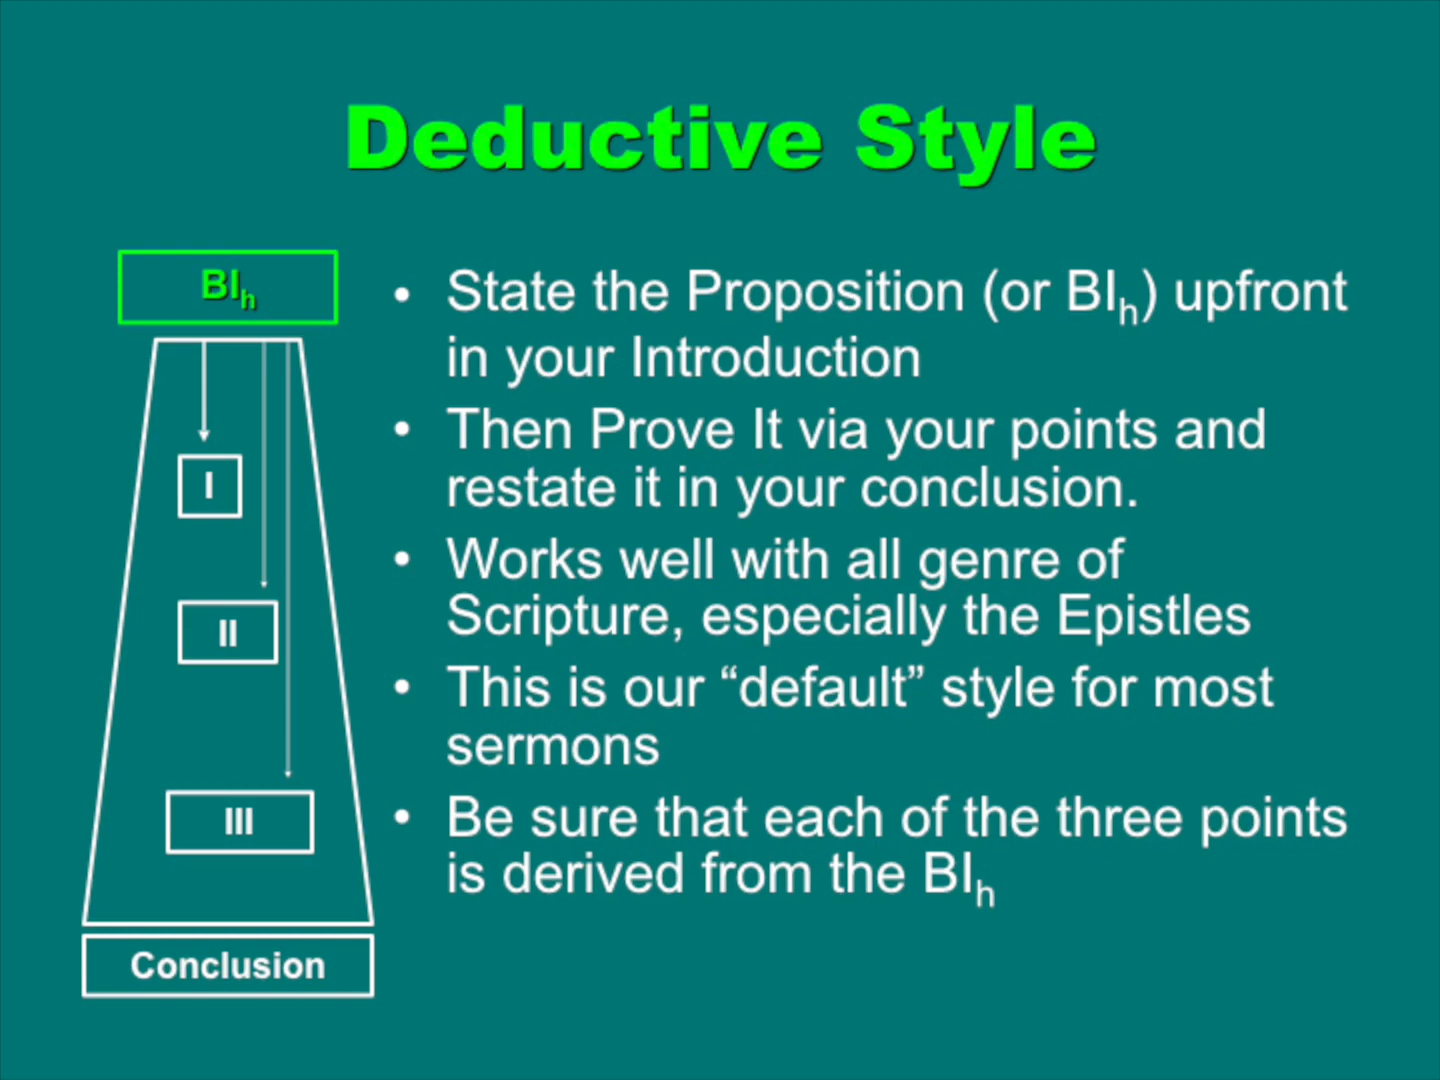 Deductive Style
BIh
I
II
III
Conclusion
• State the Proposition (or BIh) upfront
in your Introduction
• Then Prove It via your points and
restate it in your conclusion.
• Works well with all genre of
Scripture, especially the Epistles
• This is our “default” style for most
sermons
• Be sure that each of the three points
is derived from the BIh